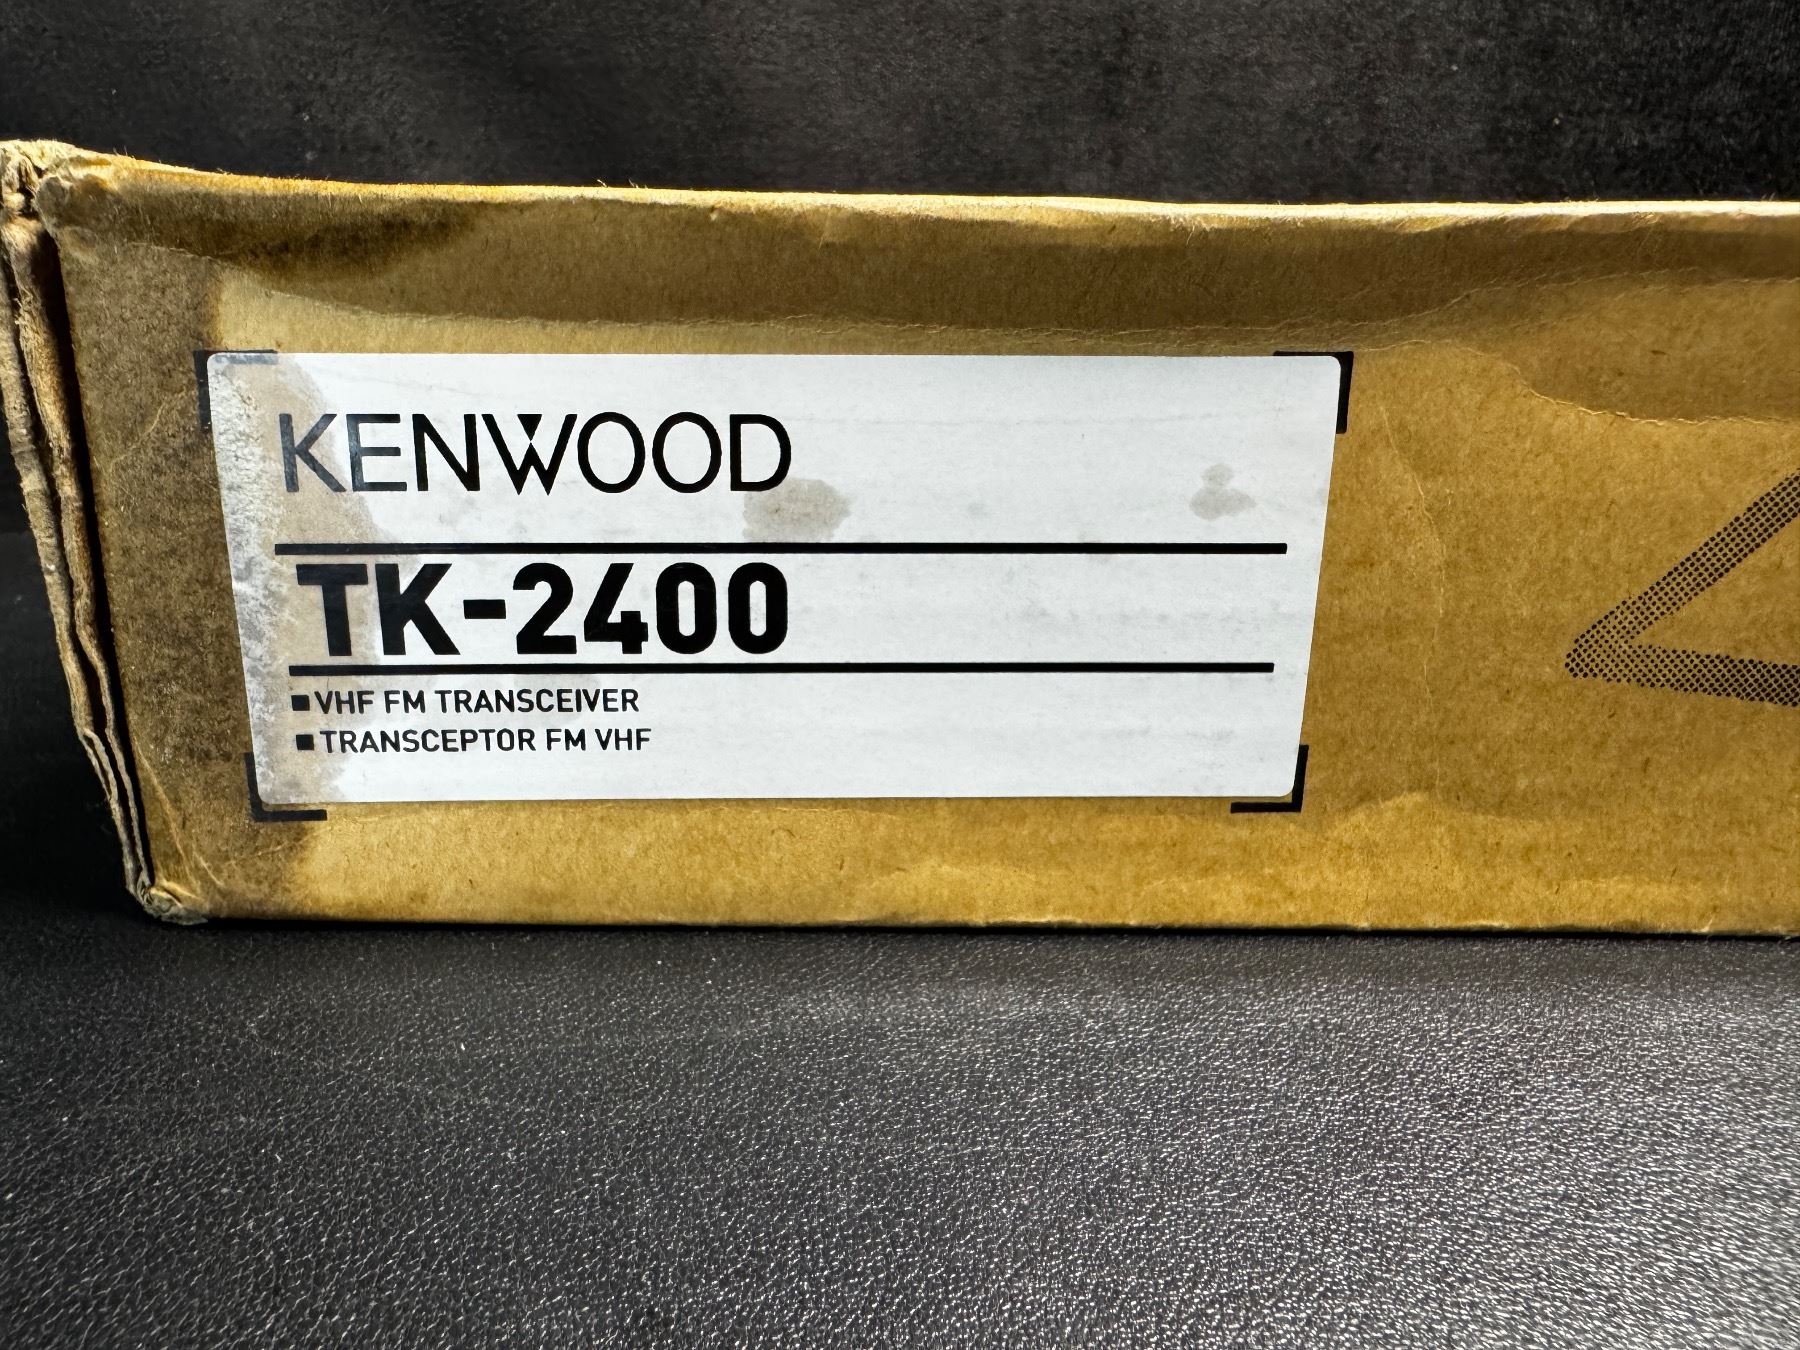 KENWOOD
TK-2400
■VHF FM TRANSCEIVER
■TRANSCEPTOR FM VHF